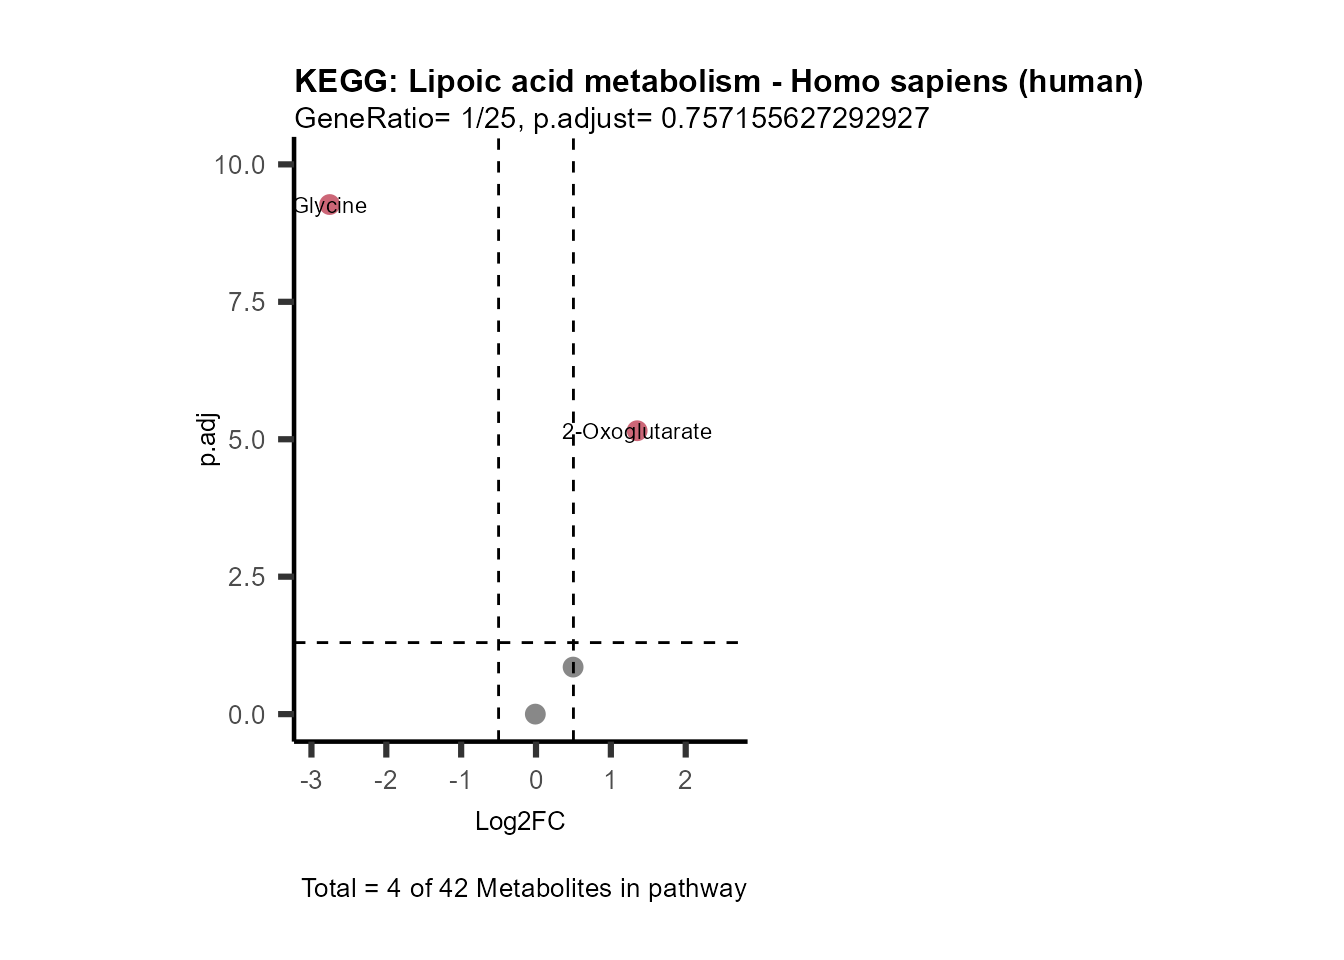 KEGG: Lipoic acid metabolism - Homo sapiens (human)
GeneRatio= 1/25, p.adjust= 0.757155627292927
10.0
Glycine
7.5
p.adj
5.0
2-Oxoglutarate
2.5
0.0
-3 -2 -1 0 1 2
Log2FC
Total = 4 of 42 Metabolites in pathway